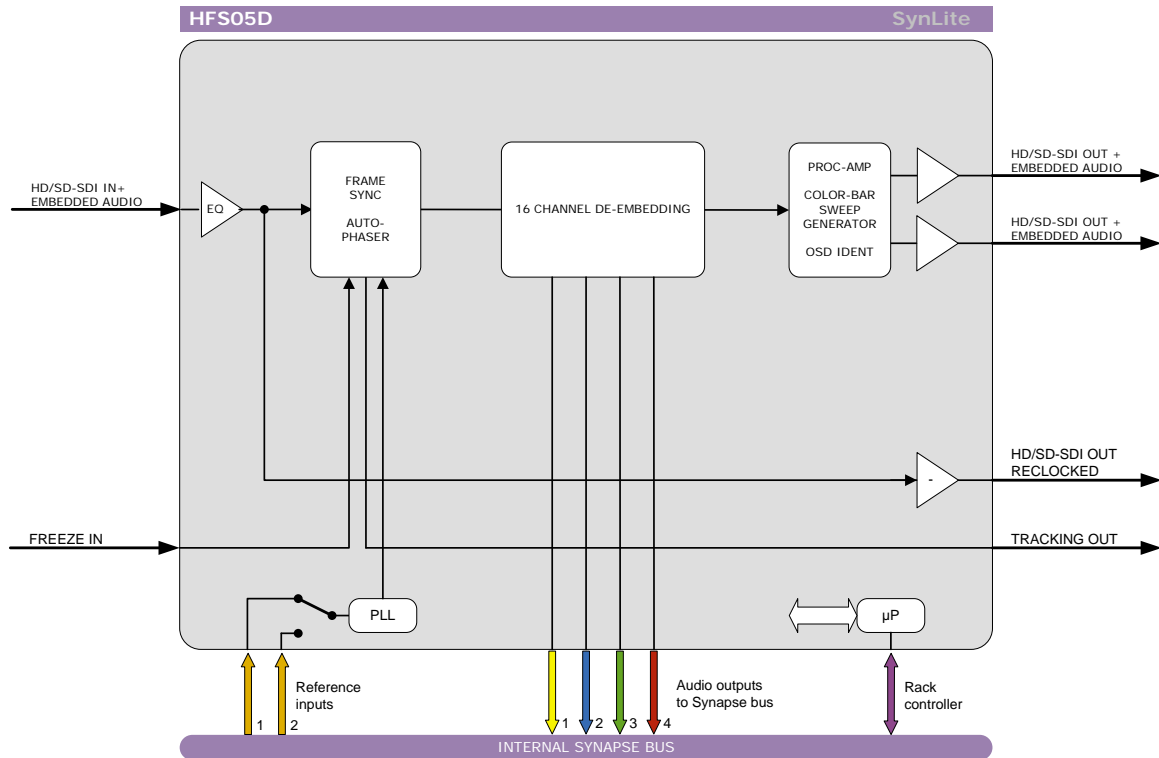 HFS05D
SynLite
HD/SD-SDI IN+
EMBEDDED AUDIO
EQ
FRAME
SYNC
AUTO-
PHASER
16 CHANNEL DE-EMBEDDING
PROC-AMP
COLOR-BAR
SWEEP
GENERATOR
OSD IDENT
HD/SD-SDI OUT +
EMBEDDED AUDIO
HD/SD-SDI OUT +
EMBEDDED AUDIO
HD/SD-SDI OUT
RECLOCKED
-
FREEZE IN
TRACKING OUT
PLL
µP
Reference
inputs
1
2
Audio outputs
to Synapse bus
1
2
3
4
Rack
controller
INTERNAL SYNAPSE BUS